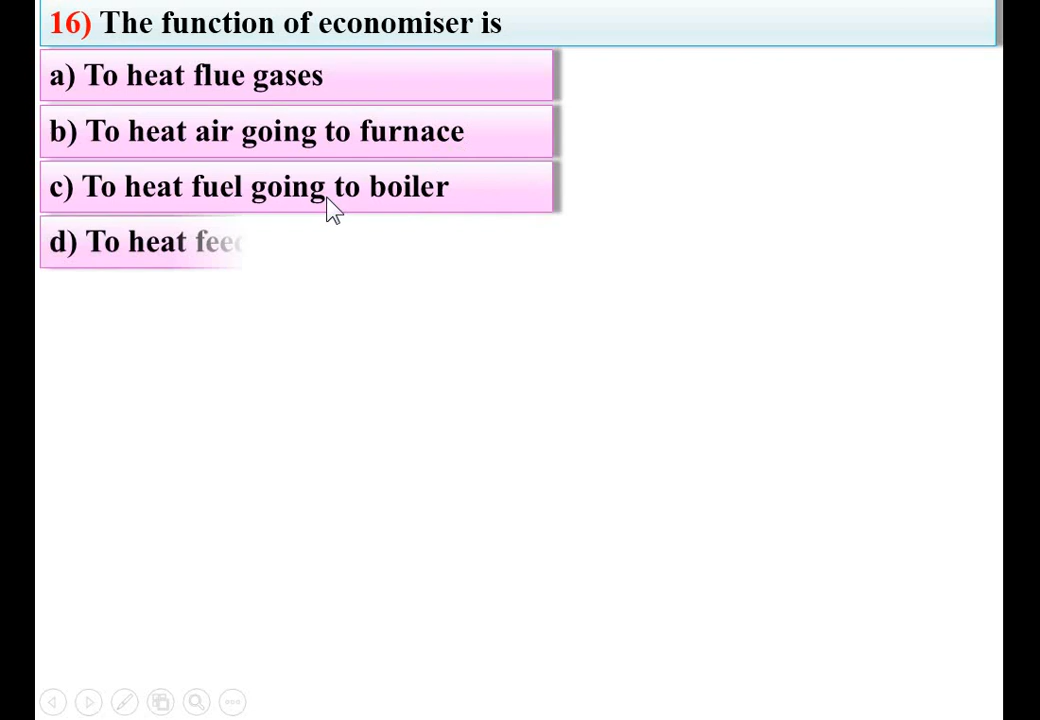 16) The function of economiser is
a) To heat flue gases
b) To heat air going to furnace
c) To heat fuel going to boiler
d) To heat